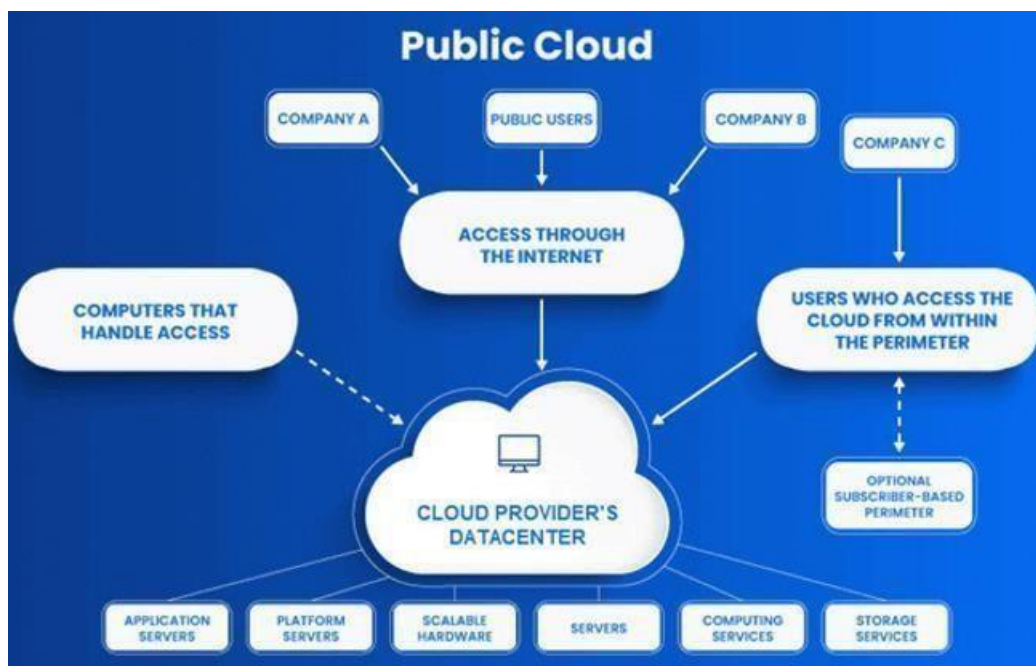 Public Cloud
COMPANY A
PUBLIC USERS
COMPANY B
COMPANY C
ACCESS THROUGH
THE INTERNET
COMPUTERS THAT
HANDLE ACCESS
USERS WHO ACCESS THE
CLOUD FROM WITHIN
THE PERIMETER
CLOUD PROVIDER'S
DATACENTER
OPTIONAL
SUBSCRIBER-BASED
PERIMETER
APPLICATION
SERVERS
PLATFORM
SERVERS
SCALABLE
HARDWARE
SERVERS
COMPUTING
SERVICES
STORAGE
SERVICES